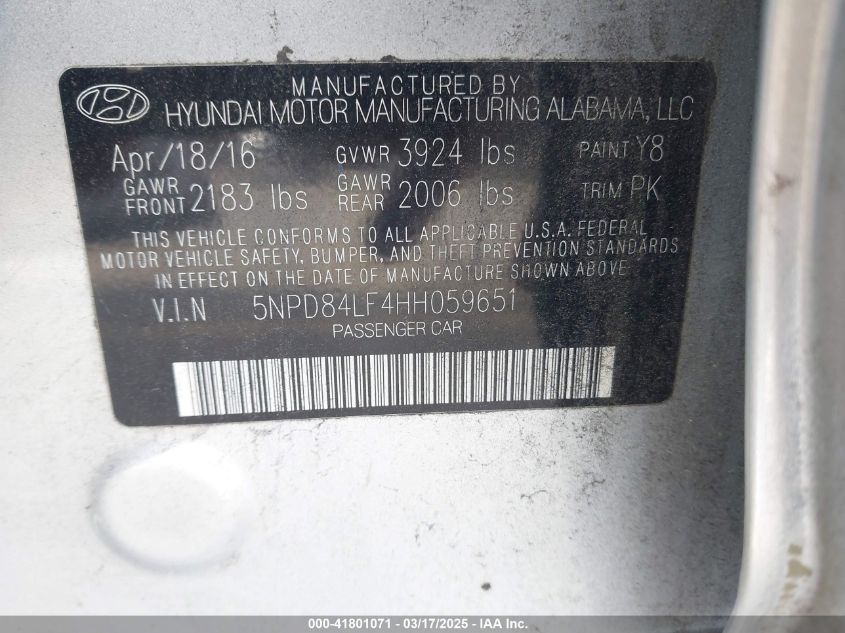 MANUFACTURED BY
HYUNDAI MOTOR MANUFACTURING ALABAMA, LLC
Apr/18/16 GVWR 3924 lbs PAINT Y8
GAWR FRONT 2183 lbs GAWR REAR 2006 lbs TRIM PK
THIS VEHICLE CONFORMS TO ALL APPLICABLE U.S.A. FEDERAL
MOTOR VEHICLE SAFETY, BUMPER, AND THEFT PREVENTION STANDARDS
IN EFFECT ON THE DATE OF MANUFACTURE SHOWN ABOVE.
V.I.N 5NPD84LF4HH059651
PASSENGER CAR
000-41801071 - 03/17/2025 - IAA Inc.